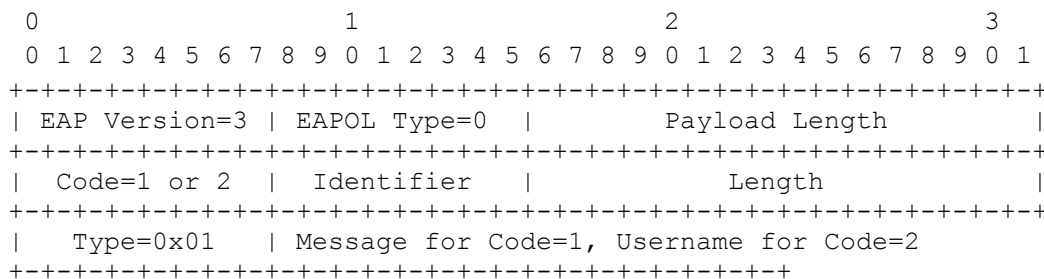 0                   1                   2                   3
 0 1 2 3 4 5 6 7 8 9 0 1 2 3 4 5 6 7 8 9 0 1 2 3 4 5 6 7 8 9 0 1
+-+-+-+-+-+-+-+-+-+-+-+-+-+-+-+-+-+-+-+-+-+-+-+-+-+-+-+-+-+-+-+-+
| EAP Version=3 | EAPOL Type=0  |        Payload Length         |
+-+-+-+-+-+-+-+-+-+-+-+-+-+-+-+-+-+-+-+-+-+-+-+-+-+-+-+-+-+-+-+-+
|  Code=1 or 2  |  Identifier   |            Length             |
+-+-+-+-+-+-+-+-+-+-+-+-+-+-+-+-+-+-+-+-+-+-+-+-+-+-+-+-+-+-+-+-+
|   Type=0x01   | Message for Code=1, Username for Code=2
+-+-+-+-+-+-+-+-+-+-+-+-+-+-+-+-+-+-+-+-+-+-+-+-+